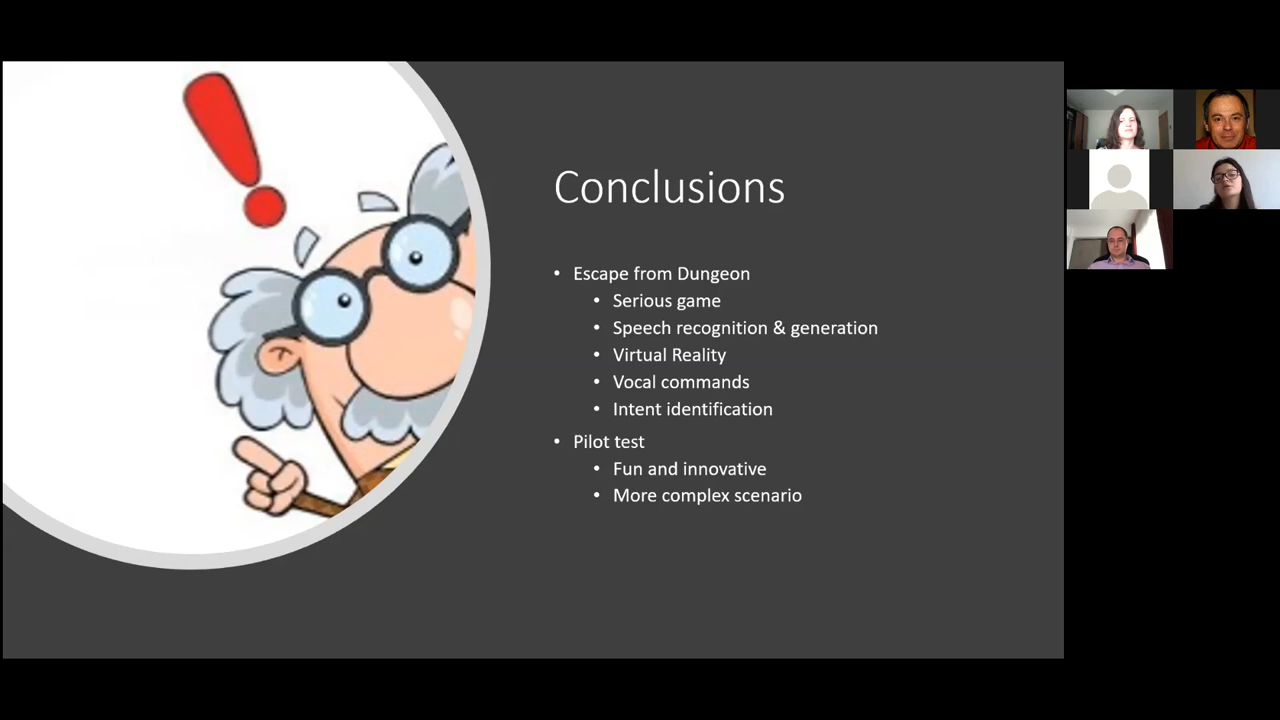 Conclusions
• Escape from Dungeon
• Serious game
• Speech recognition & generation
• Virtual Reality
• Vocal commands
• Intent identification
• Pilot test
• Fun and innovative
• More complex scenario